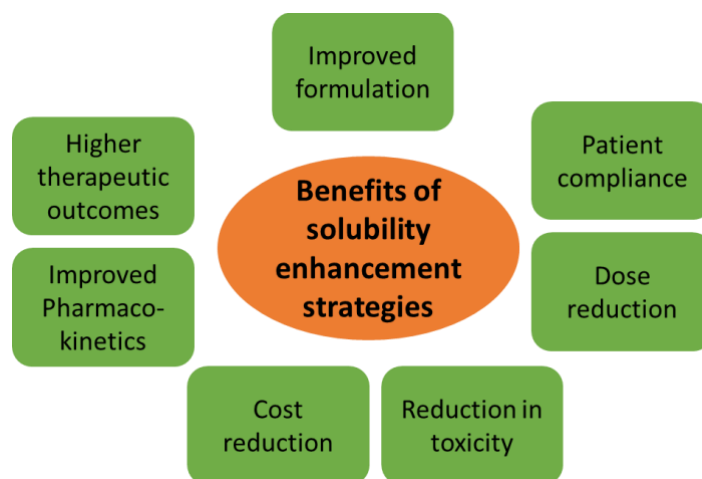 Improved
formulation
Higher
therapeutic
outcomes
Patient
compliance
Benefits of
solubility
enhancement
strategies
Improved
Pharmaco-
kinetics
Dose
reduction
Cost
reduction
Reduction in
toxicity